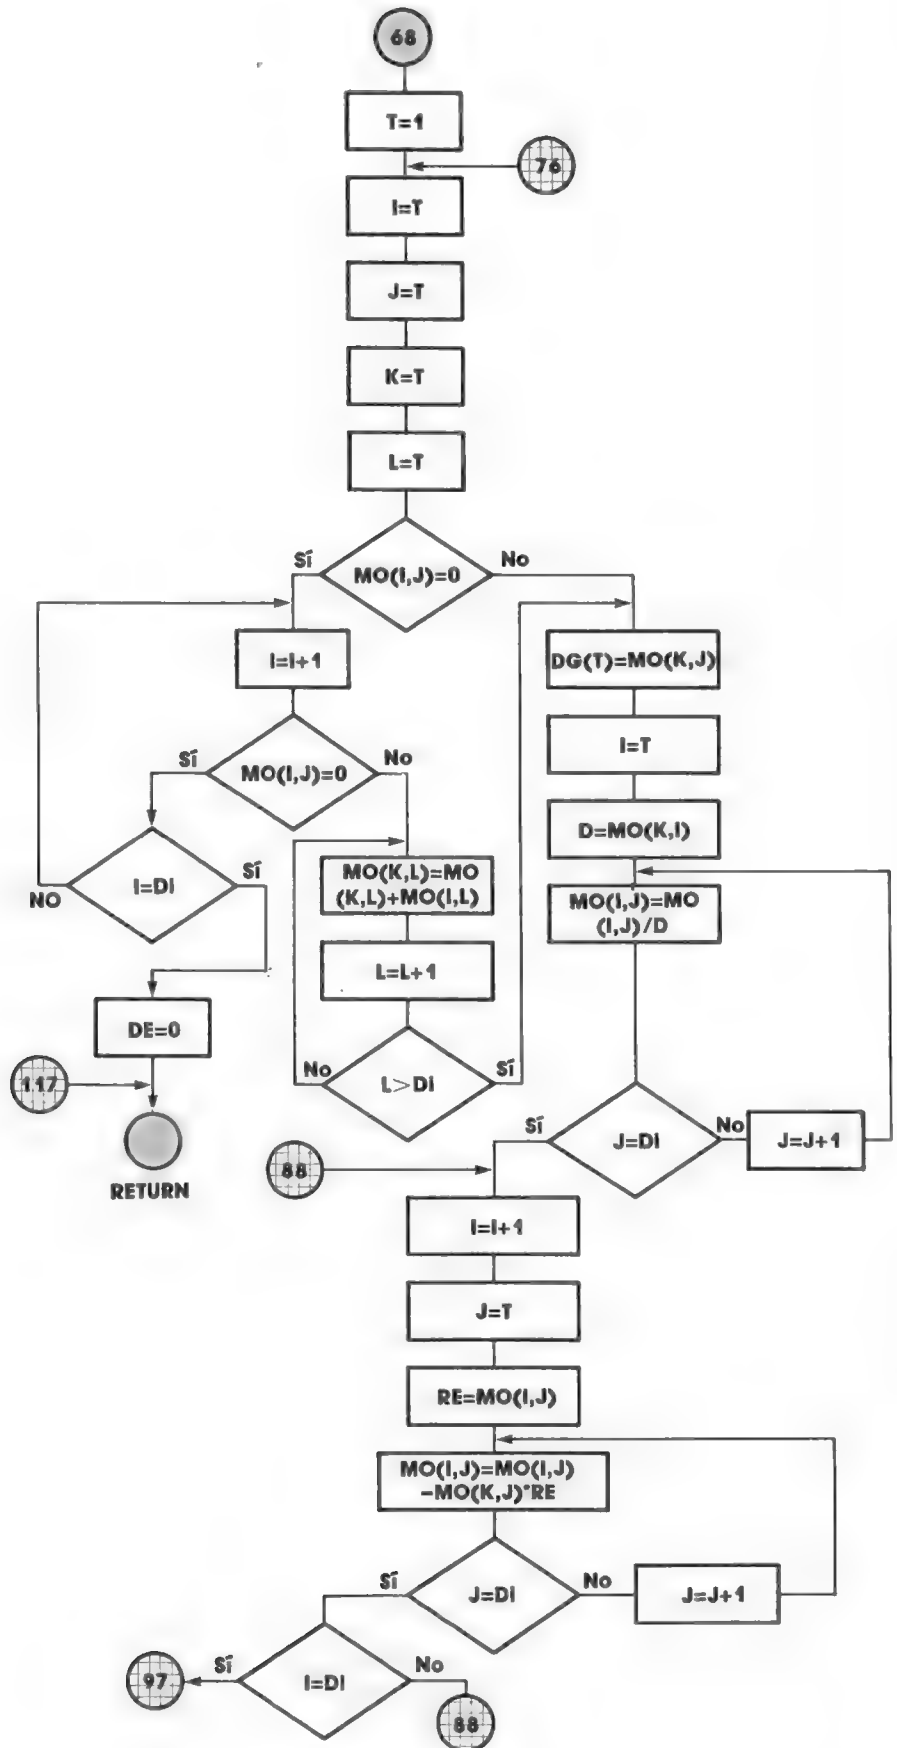 68
T=1
76
I=T
J=T
K=T
L=T
Sí
MO(I,J)=0
No
I=I+1
DG(T)=MO(K,J)
Sí
MO(I,J)=0
No
I=T
D=MO(K,I)
NO
I=DI
Sí
MO(K,L)=MO
(K,L)+MO(I,L)
MO(I,J)=MO
(I,J)/D
L=L+1
DE=0
117
No
L>DI
Sí
RETURN
Sí
J=DI
No
J=J+1
88
I=I+1
J=T
RE=MO(I,J)
MO(I,J)=MO(I,J)
-MO(K,J)*RE
Sí
J=DI
No
J=J+1
97
Sí
I=DI
No
88